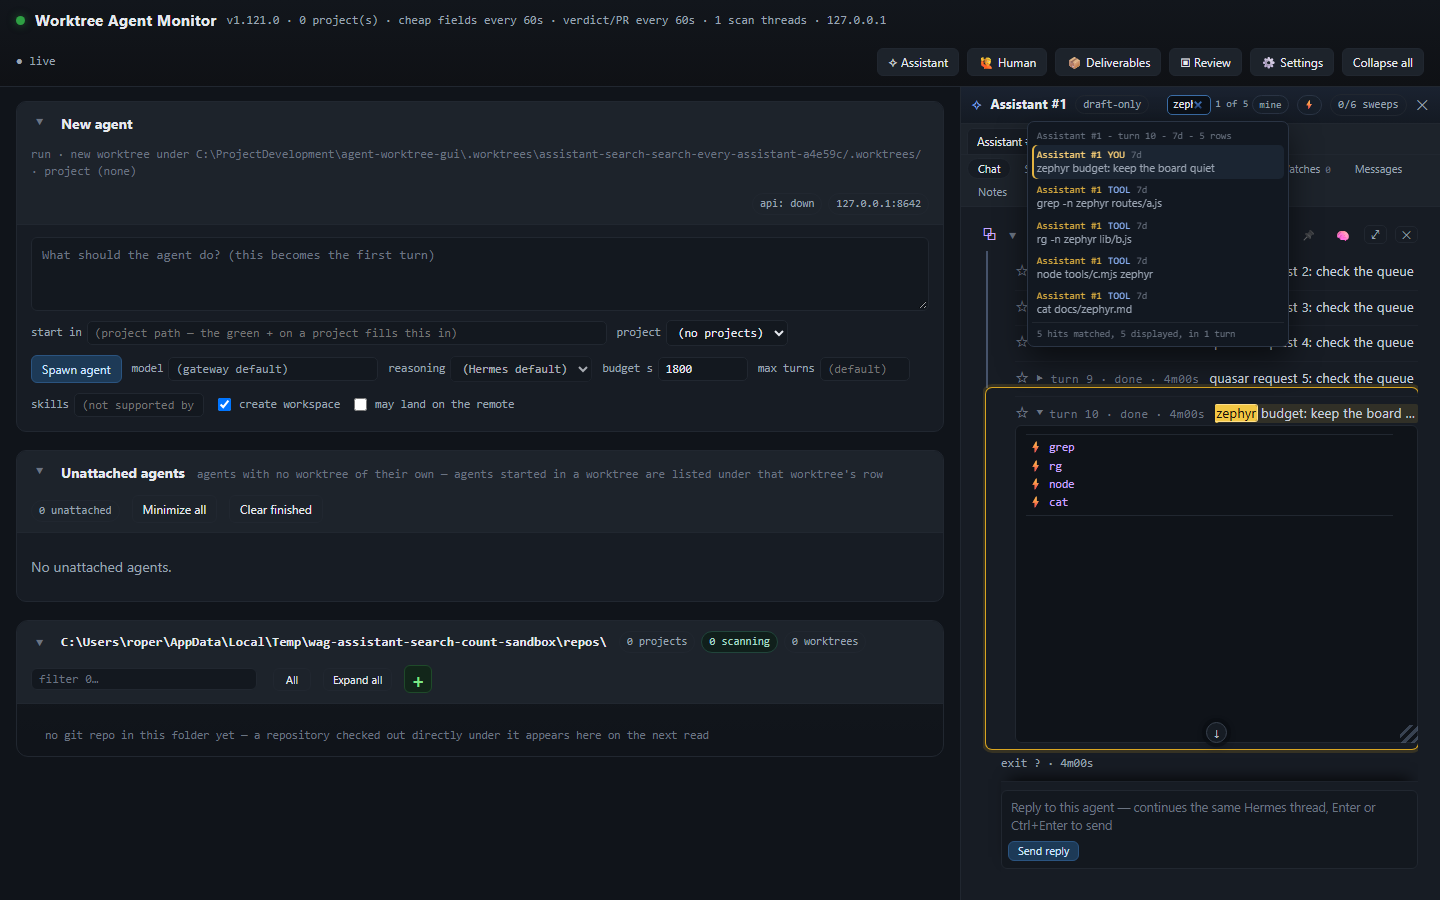 Worktree Agent Monitor v1.121.0 · 0 project(s) · cheap fields every 60s · verdict/PR every 60s · 1 scan threads · 127.0.0.1
live
Assistant Human Deliverables Review Settings Collapse all
New agent
run · new worktree under C:\ProjectDevelopment\agent-worktree-gui\.worktrees\assistant-search-search-every-assistant-a4e59c/.worktrees/
· project (none)
api: down 127.0.0.1:8642
What should the agent do? (this becomes the first turn)
start in (project path — the green + on a project fills this in) project (no projects)
Spawn agent model (gateway default) reasoning (Hermes default) budget s 1800 max turns (default)
skills (not supported by create workspace may land on the remote
Unattached agents agents with no worktree of their own — agents started in a worktree are listed under that worktree's row
0 unattached Minimize all Clear finished
No unattached agents.
C:\Users\roper\AppData\Local\Temp\wag-assistant-search-count-sandbox\repos\ 0 projects 0 scanning 0 worktrees
filter 0… All Expand all +
no git repo in this folder yet — a repository checked out directly under it appears here on the next read
Assistant #1 draft-only zepl 1 of 5 mine 0/6 sweeps
Assistant
Chat atches 0 Messages
Notes
Assistant #1 - turn 10 - 7d - 5 rows
Assistant #1 YOU 7d
zephyr budget: keep the board quiet
Assistant #1 TOOL 7d
grep -n zephyr routes/a.js
Assistant #1 TOOL 7d
rg -n zephyr lib/b.js
Assistant #1 TOOL 7d
node tools/c.mjs zephyr
Assistant #1 TOOL 7d
cat docs/zephyr.md
5 hits matched, 5 displayed, in 1 turn
st 2: check the queue
st 3: check the queue
st 4: check the queue
turn 9 · done · 4m00s quasar request 5: check the queue
turn 10 · done · 4m00s zephyr budget: keep the board ...
grep
rg
node
cat
exit ? · 4m00s
Reply to this agent — continues the same Hermes thread, Enter or
Ctrl+Enter to send
Send reply